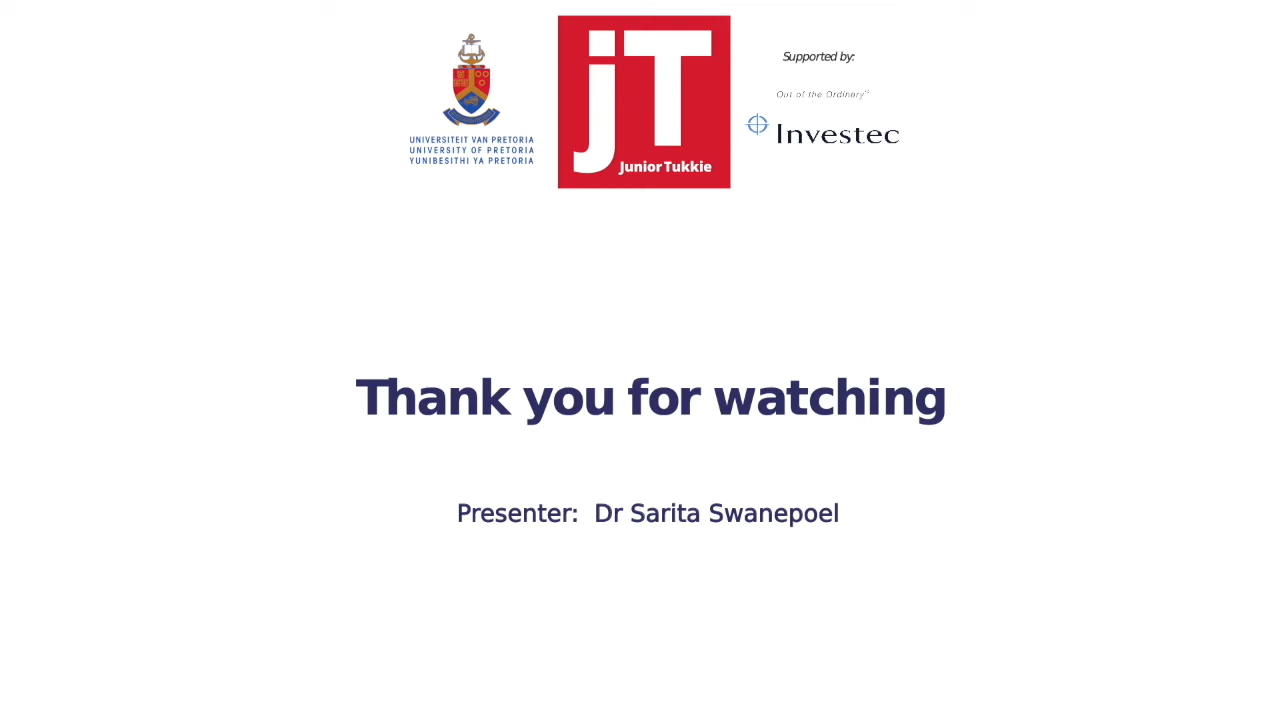 UNIVERSITEIT VAN PRETORIA
UNIVERSITY OF PRETORIA
YUNIBESITHI YA PRETORIA
jT
Junior Tukkie
Supported by:
Out of the Ordinary
Investec
Thank you for watching
Presenter: Dr Sarita Swanepoel